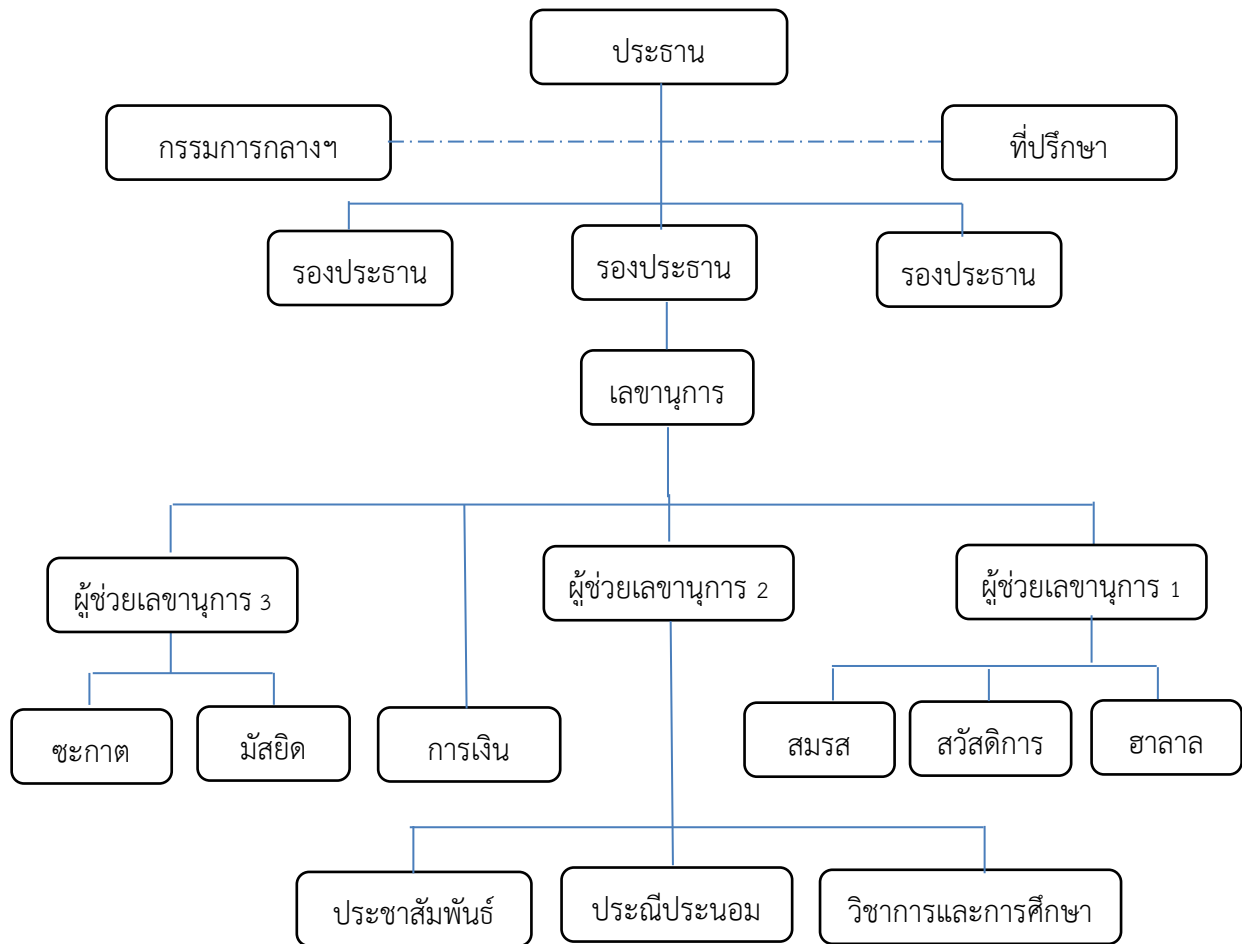 ประธาน
กรรมการกลางฯ
ที่ปรึกษา
รองประธาน
รองประธาน
รองประธาน
เลขานุการ
ผู้ช่วยเลขานุการ 3
ผู้ช่วยเลขานุการ 2
ผู้ช่วยเลขานุการ 1
ซะกาต
มัสยิด
การเงิน
สมรส
สวัสดิการ
ฮาลาล
ประชาสัมพันธ์
ประณีประนอม
วิชาการและการศึกษา